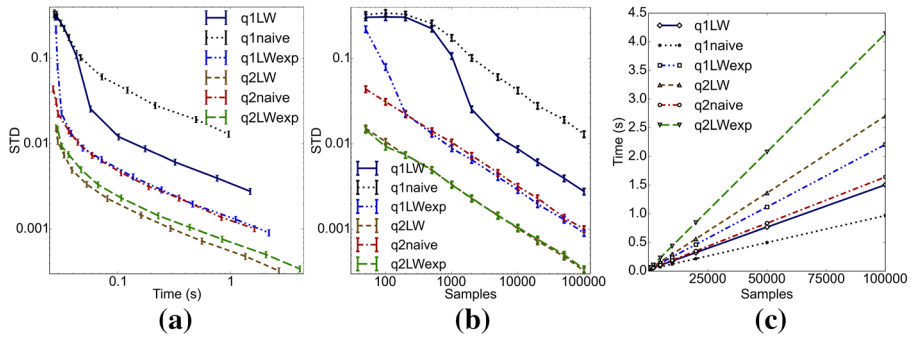 STD
0.1
0.01
0.001
q1LW
q1naive
q1LWexp
q2LW
q2naive
q2LWexp
0.1
1
Time (s)
(a)
STD
0.1
0.01
0.001
q1LW
q1naive
q1LWexp
q2LW
q2naive
q2LWexp
100
1000
10000
100000
Samples
(b)
Time (s)
4.5
4.0
3.5
3.0
2.5
2.0
1.5
1.0
0.5
0.0
q1LW
q1naive
q1LWexp
q2LW
q2naive
q2LWexp
25000
50000
75000
100000
Samples
(c)